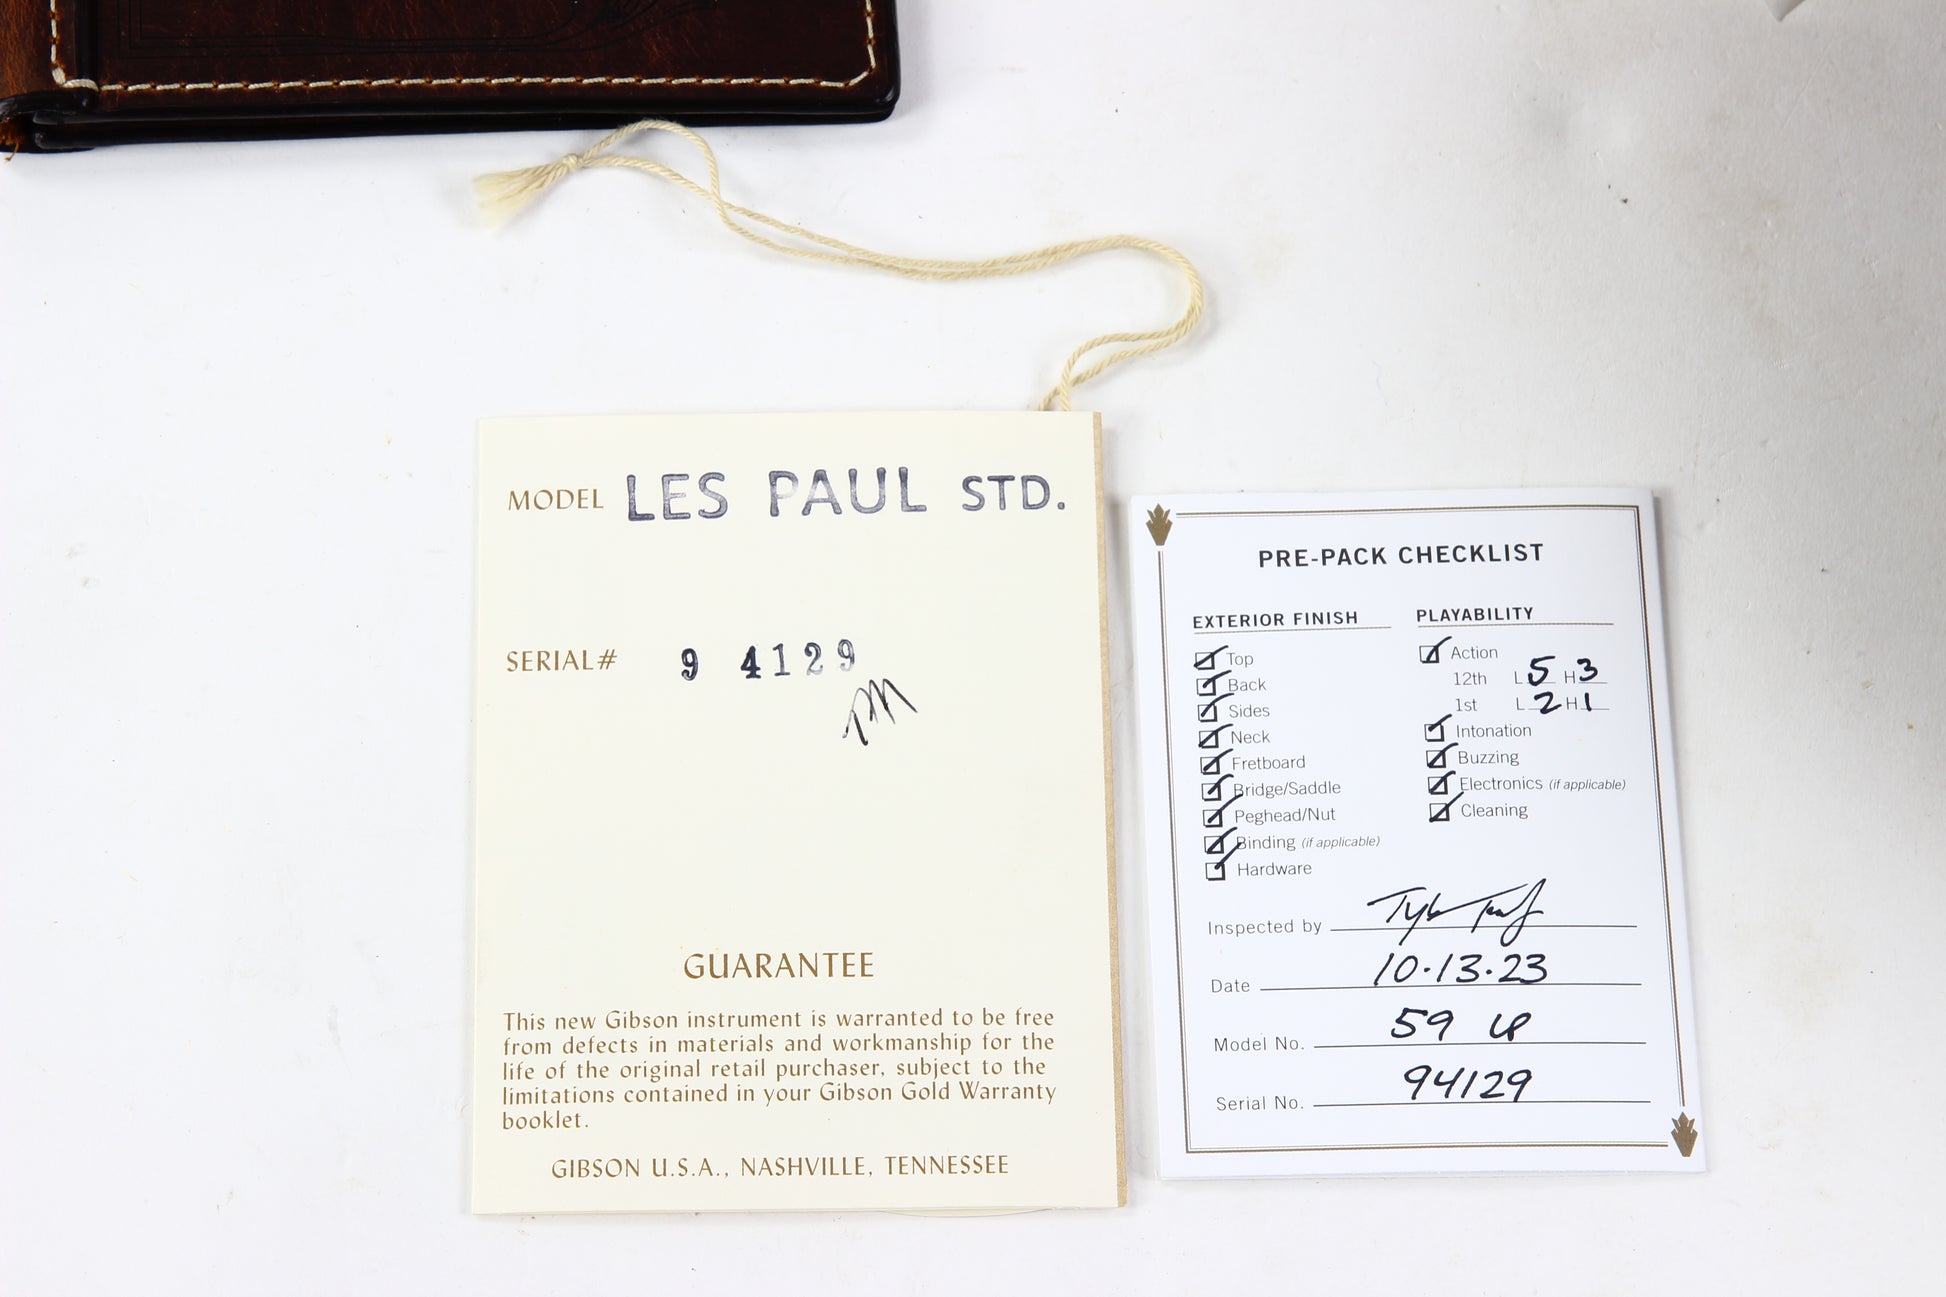 MODEL LES PAUL STD.
SERIAL# 9 4129
GUARANTEE
This new Gibson instrument is warranted to be free
from defects in materials and workmanship for the
life of the original retail purchaser, subject to the
limitations contained in your Gibson Gold Warranty
booklet.
GIBSON U.S.A., NASHVILLE, TENNESSEE
PRE-PACK CHECKLIST
EXTERIOR FINISH
Top
Back
Sides
Neck
Fretboard
Bridge/Saddle
Peghead/Nut
Binding (if applicable)
Hardware
PLAYABILITY
Action
12th L 5 H 3
1st L 2 H 1
Intonation
Buzzing
Electronics (if applicable)
Cleaning
Inspected by
Date 10.13.23
Model No. 59 LP
Serial No. 94129